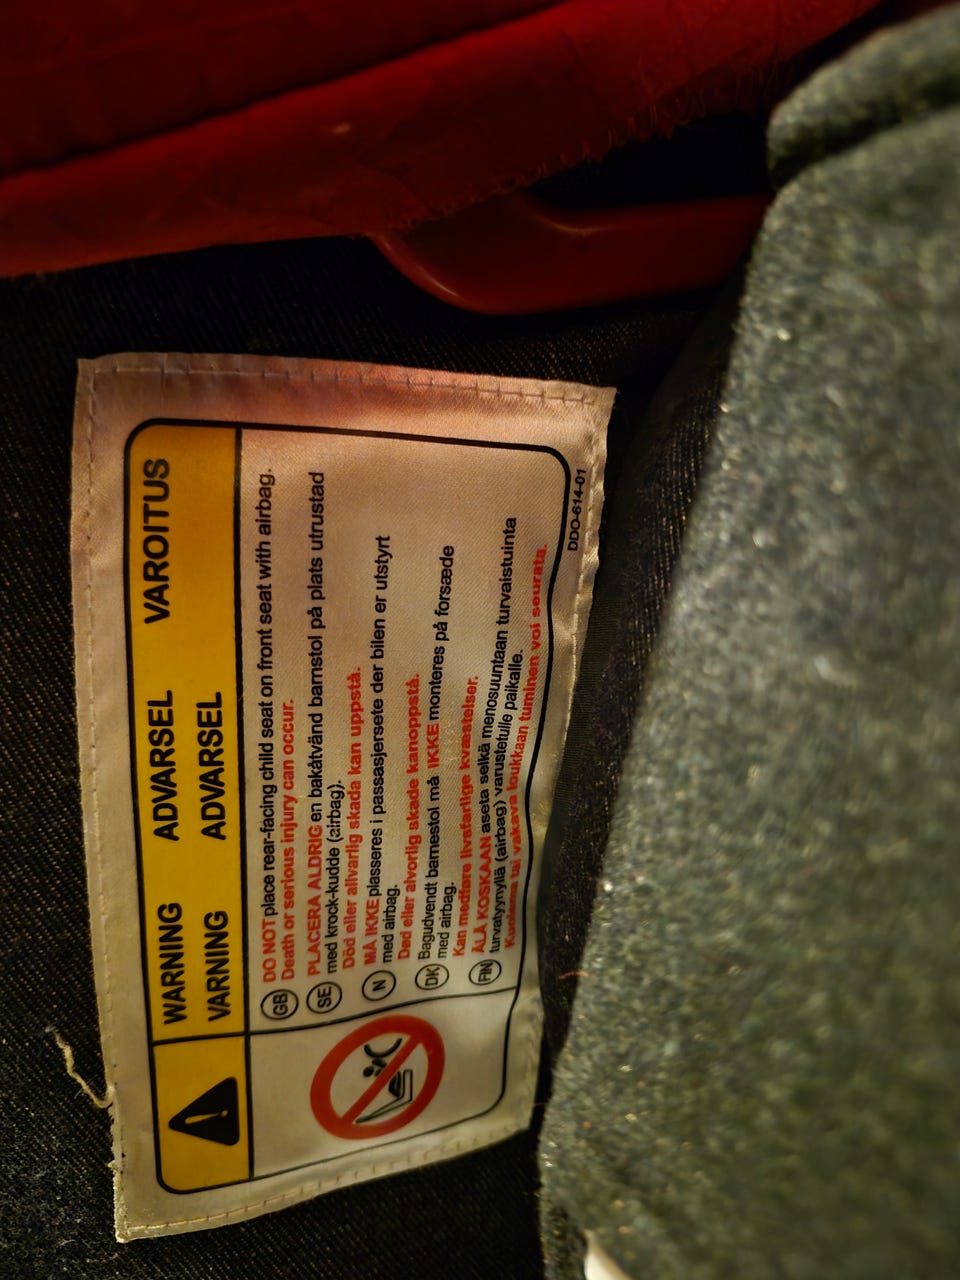 WARNING ADVARSEL VAROITUS
VARNING ADVARSEL
GB DO NOT place rear-facing child seat on front seat with airbag.
Death or serious injury can occur.
SE PLACERA ALDRIG en bakåtvänd barnstol på plats utrustad
med krock-kudde (airbag).
Död eller allvarlig skada kan uppstå.
N MÅ IKKE plasseres i passasjersete der bilen er utstyrt
med airbag.
Død eller alvorlig skade kanoppstå.
DK Bagudvendt barnestol må IKKE monteres på forsæde
med airbag.
Kan medføre livsfarlige kvæstelser.
FIN ÄLÄ KOSKAAN aseta selkä menosuuntaan turvaistuinta
turvatyynyllä (airbag) varustetulle paikalle.
Kuolema tai vakava loukkaan tuminen voi seurata.
DDO-614-01